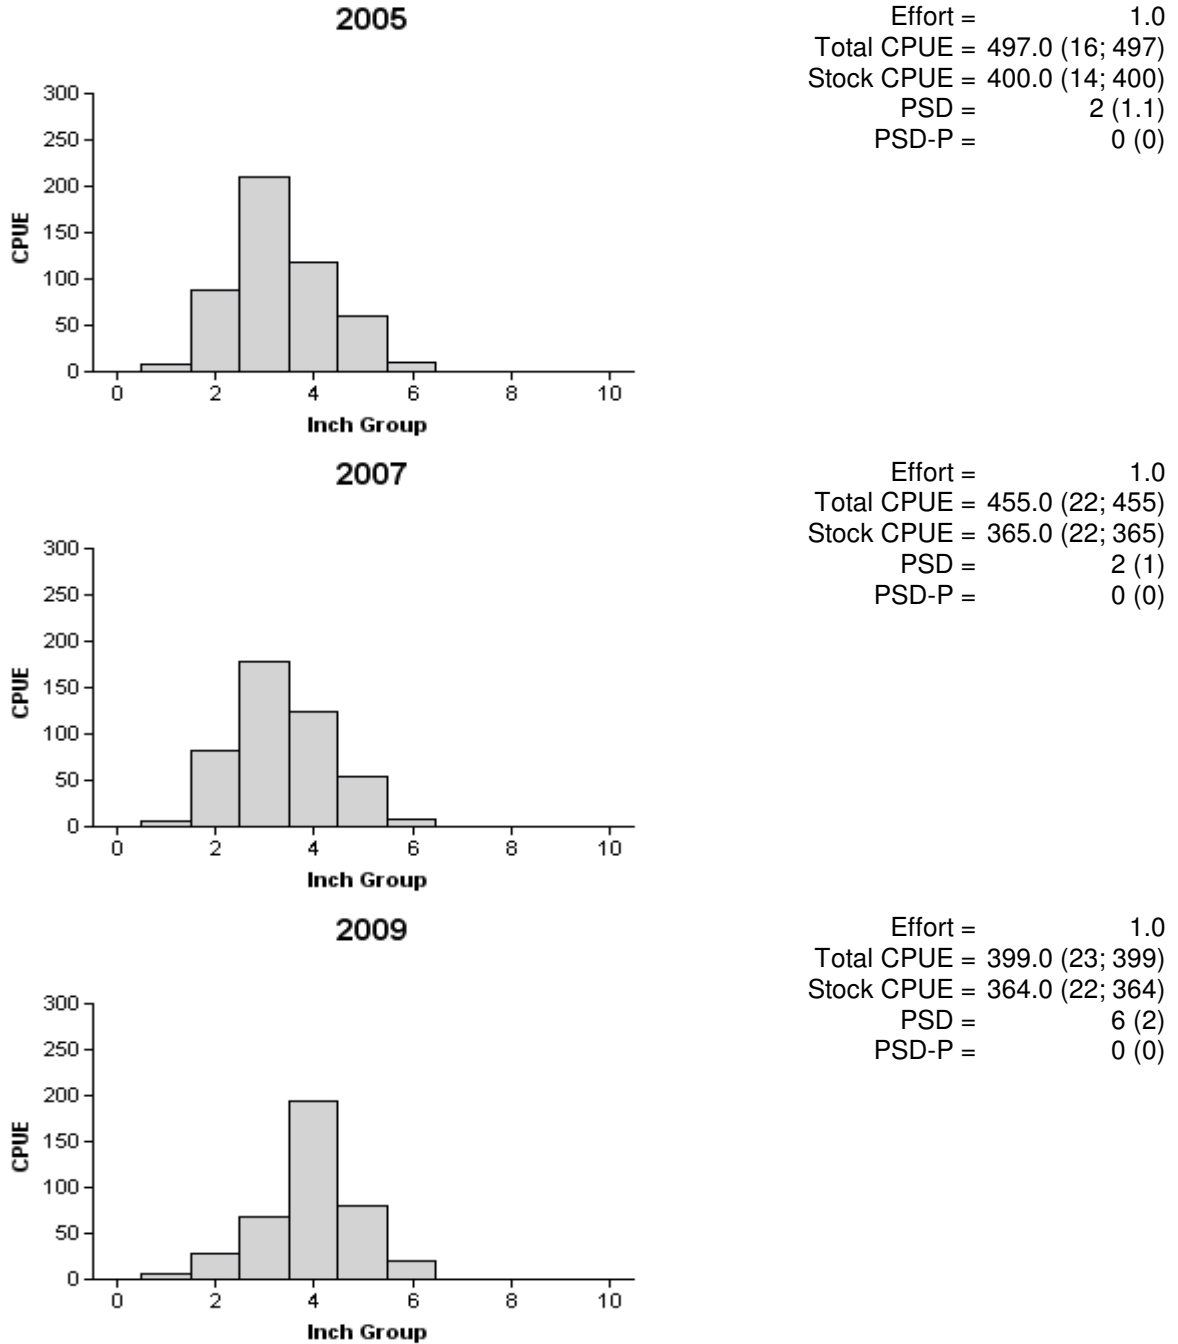 2005
Effort = 1.0
Total CPUE = 497.0 (16; 497)
Stock CPUE = 400.0 (14; 400)
PSD = 2 (1.1)
PSD-P = 0 (0)
300
250
200
150
100
50
0
CPUE
0 2 4 6 8 10
Inch Group
2007
Effort = 1.0
Total CPUE = 455.0 (22; 455)
Stock CPUE = 365.0 (22; 365)
PSD = 2 (1)
PSD-P = 0 (0)
300
250
200
150
100
50
0
CPUE
0 2 4 6 8 10
Inch Group
2009
Effort = 1.0
Total CPUE = 399.0 (23; 399)
Stock CPUE = 364.0 (22; 364)
PSD = 6 (2)
PSD-P = 0 (0)
300
250
200
150
100
50
0
CPUE
0 2 4 6 8 10
Inch Group